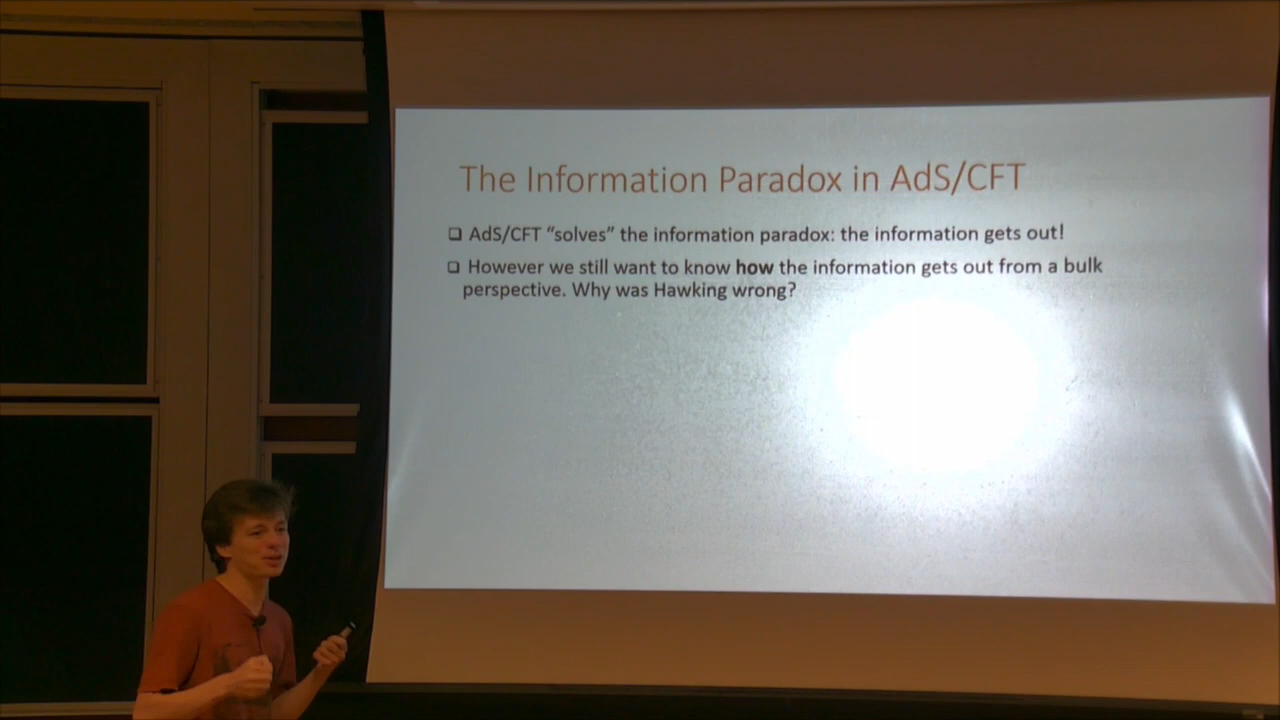 The Information Paradox in AdS/CFT
❑ AdS/CFT “solves” the information paradox: the information gets out!
❑ However we still want to know how the information gets out from a bulk
perspective. Why was Hawking wrong?